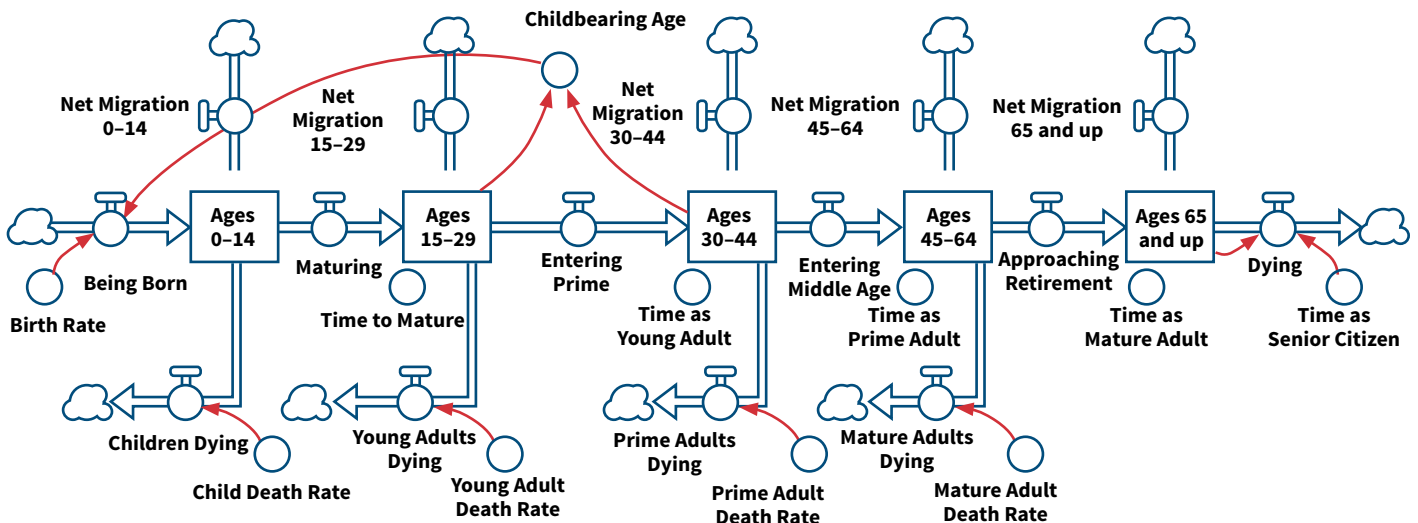 Childbearing Age
Net Migration
0–14
Net
Migration
15–29
Net
Migration
30–44
Net Migration
45–64
Net Migration
65 and up
Ages
0–14
Ages
15–29
Ages
30–44
Ages
45–64
Ages 65
and up
Being Born
Maturing
Entering
Prime
Entering
Middle Age
Approaching
Retirement
Dying
Birth Rate
Time to Mature
Time as
Young Adult
Time as
Prime Adult
Time as
Mature Adult
Time as
Senior Citizen
Children Dying
Young Adults
Dying
Prime Adults
Dying
Mature Adults
Dying
Child Death Rate
Young Adult
Death Rate
Prime Adult
Death Rate
Mature Adult
Death Rate